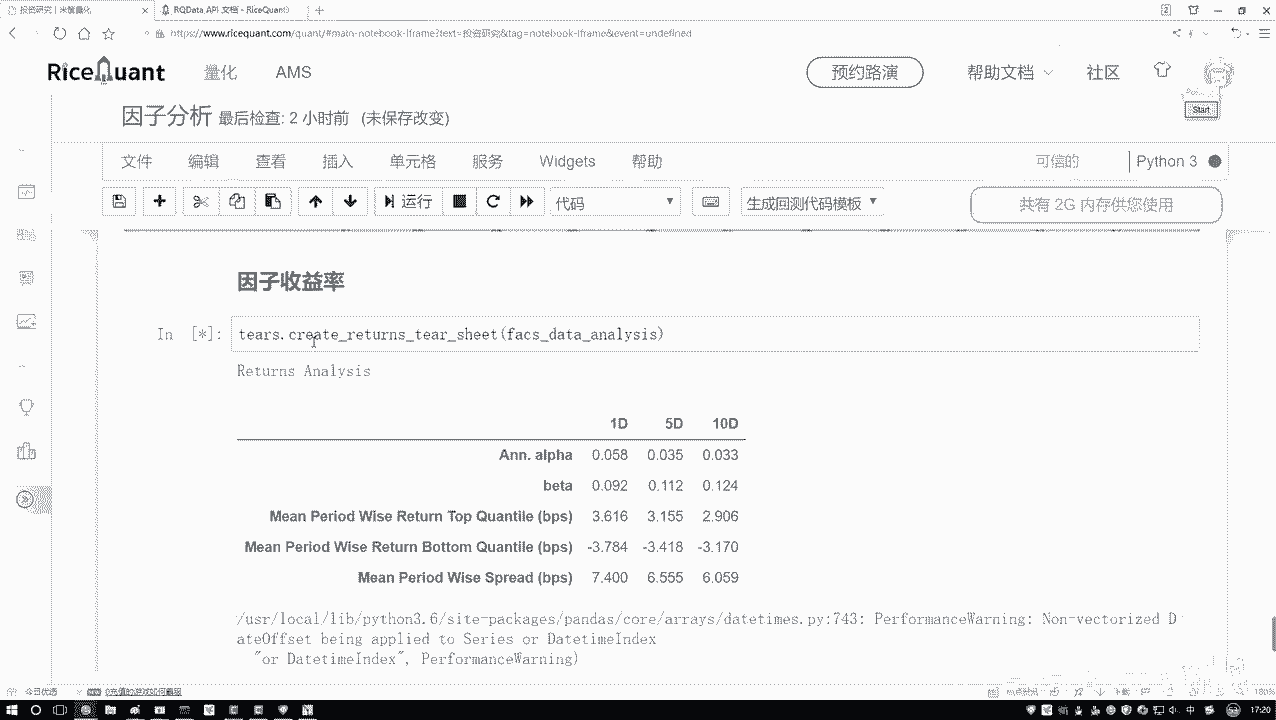 投资研究 | 米筐量化
RQData API 文档 - RiceQuant
https://www.ricequant.com/quant/#main-notebook-iframe?text=投资研究&tag=notebook-iframe&event=undefined
RiceQuant 量化 AMS 预约路演 帮助文档 社区
Start
因子分析 最后检查: 2 小时前 (未保存改变)
文件 编辑 查看 插入 单元格 服务 Widgets 帮助 可信的 Python 3
运行 代码 生成回测代码模板 共有 2G 内存供您使用
因子收益率
In [*]: tears.create_returns_tear_sheet(facs_data_analysis)
Returns Analysis
1D 5D 10D
Ann. alpha 0.058 0.035 0.033
beta 0.092 0.112 0.124
Mean Period Wise Return Top Quantile (bps) 3.616 3.155 2.906
Mean Period Wise Return Bottom Quantile (bps) -3.784 -3.418 -3.170
Mean Period Wise Spread (bps) 7.400 6.555 6.059
/usr/local/lib/python3.6/site-packages/pandas/core/arrays/datetimes.py:743: PerformanceWarning: Non-vectorized D
ateOffset being applied to Series or DatetimeIndex
"or DatetimeIndex", PerformanceWarning)
今日优选
中 17:20